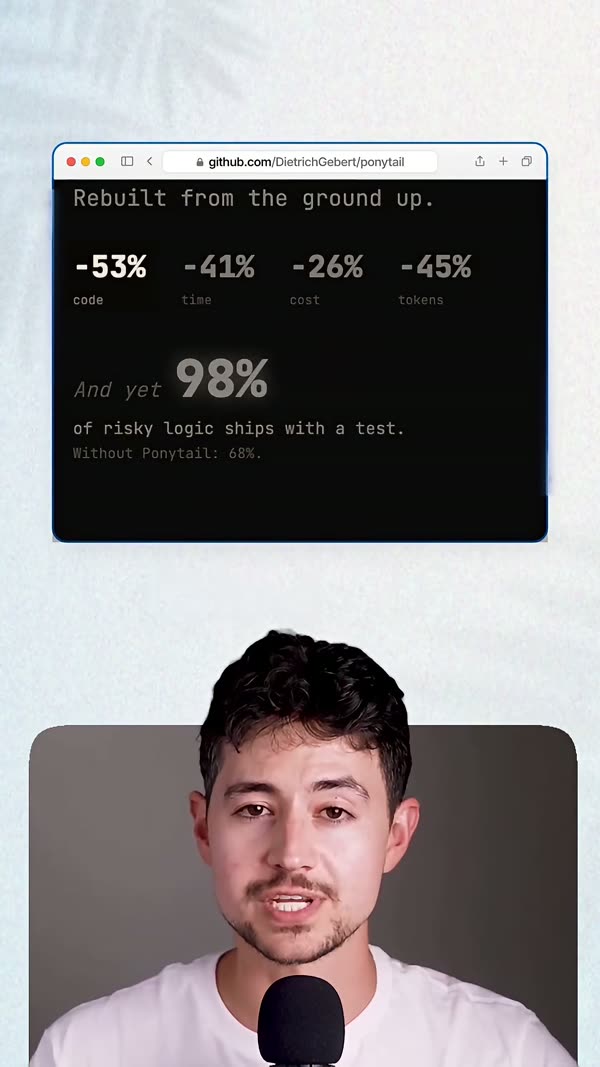 github.com/DietrichGebert/ponytail
Rebuilt from the ground up.
-53% -41% -26% -45%
code time cost tokens
And yet 98%
of risky logic ships with a test.
Without Ponytail: 68%.